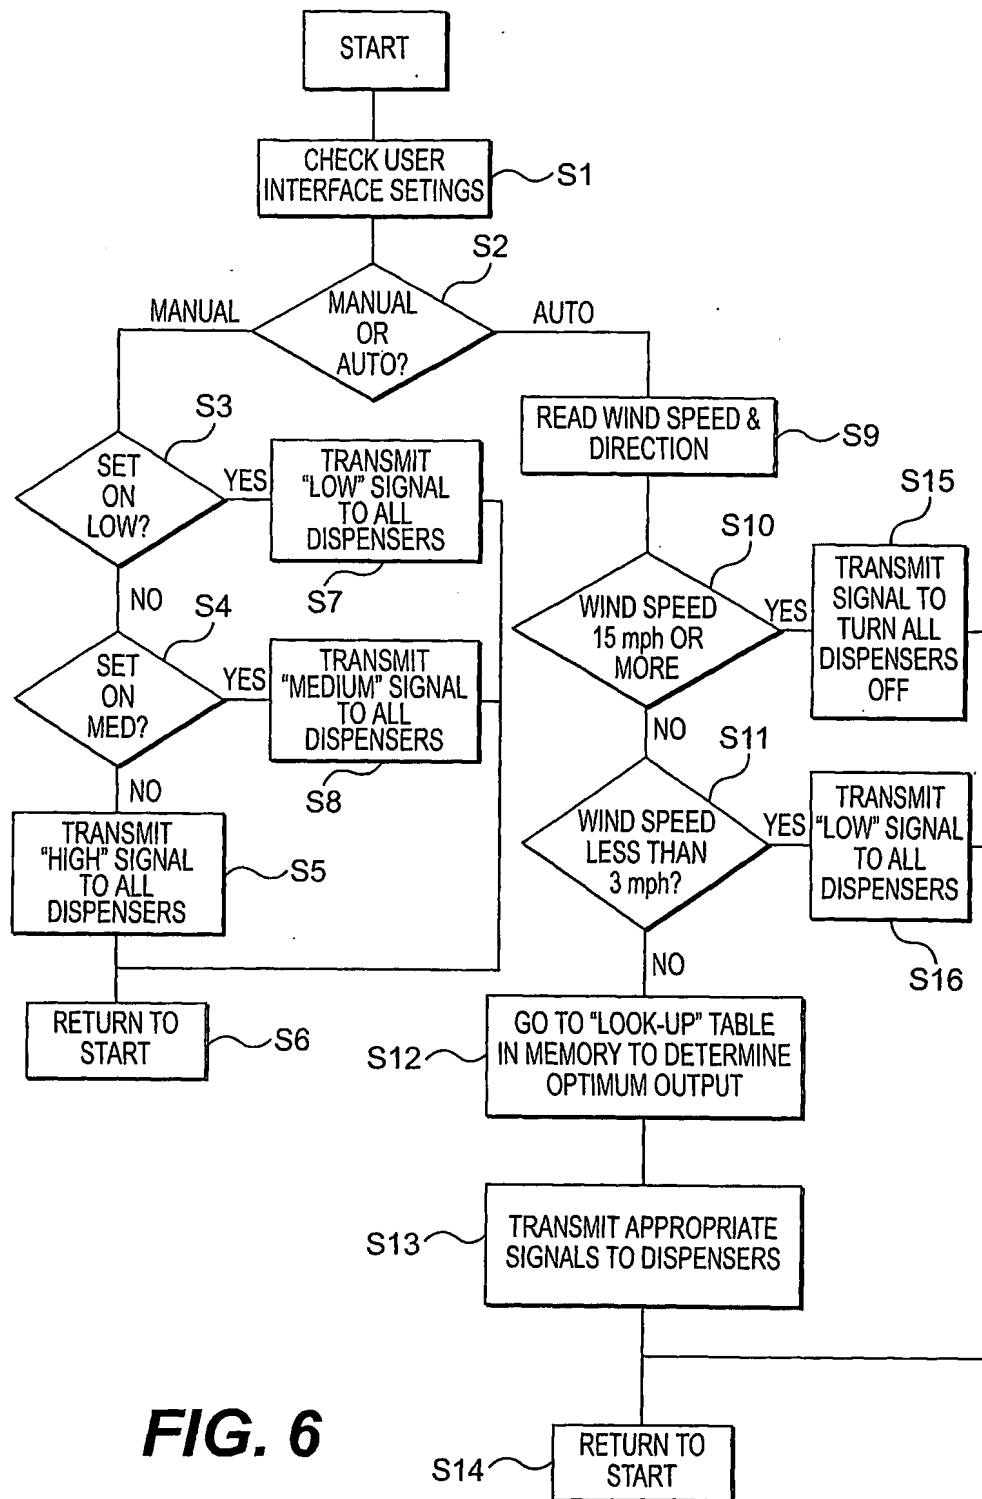 START
CHECK USER
INTERFACE SETINGS
S1
S2
MANUAL
MANUAL
OR
AUTO?
AUTO
S3
SET
ON
LOW?
YES
TRANSMIT
"LOW" SIGNAL
TO ALL
DISPENSERS
S7
NO
S4
SET
ON
MED?
YES
TRANSMIT
"MEDIUM" SIGNAL
TO ALL
DISPENSERS
S8
NO
TRANSMIT
"HIGH" SIGNAL
TO ALL
DISPENSERS
S5
RETURN TO
START
S6
READ WIND SPEED &
DIRECTION
S9
S10
WIND SPEED
15 mph OR
MORE
YES
S15
TRANSMIT
SIGNAL TO
TURN ALL
DISPENSERS
OFF
NO
S11
WIND SPEED
LESS THAN
3 mph?
YES
TRANSMIT
"LOW" SIGNAL
TO ALL
DISPENSERS
S16
NO
GO TO "LOOK-UP" TABLE
IN MEMORY TO DETERMINE
OPTIMUM OUTPUT
S12
TRANSMIT APPROPRIATE
SIGNALS TO DISPENSERS
S13
RETURN TO
START
S14
FIG. 6